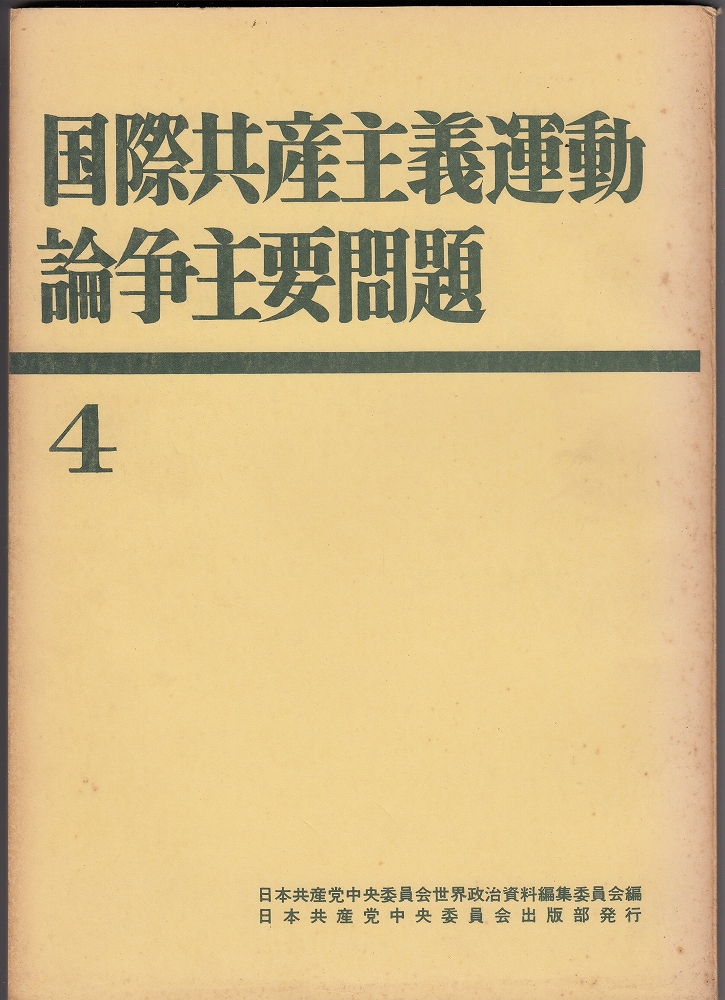 国際共産主義運動
論争主要問題
4
日本共産党中央委員会世界政治資料編集委員会編
日本共産党中央委員会出版部発行